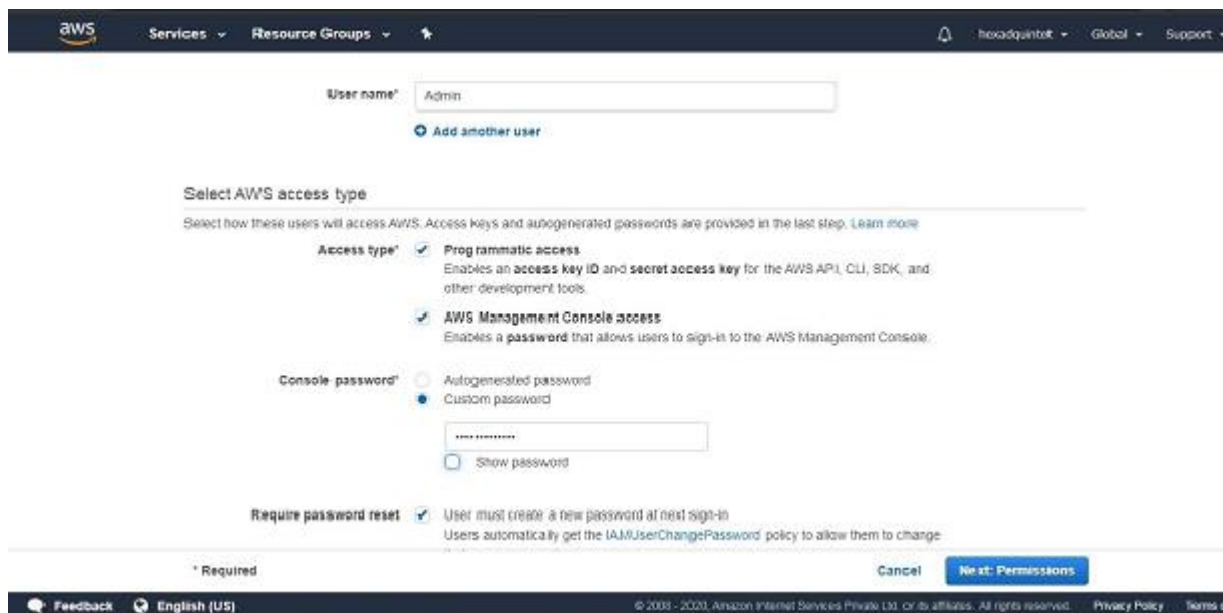 aws Services Resource Groups hexadquintok Global Support
User name* Admin
Add another user
Select AWS access type
Select how these users will access AWS. Access keys and autogenerated passwords are provided in the last step. Learn more
Access type* Programmatic access
Enables an access key ID and secret access key for the AWS API, CLI, SDK, and
other development tools.
AWS Management Console access
Enables a password that allows users to sign-in to the AWS Management Console.
Console password* Autogenerated password
Custom password
••••••••••••••
Show password
Require password reset User must create a new password at next sign-in
Users automatically get the IAMUserChangePassword policy to allow them to change
* Required Cancel Next: Permissions
Feedback English (US) © 2008 - 2020, Amazon Internet Services Private Ltd. or its affiliates. All rights reserved. Privacy Policy Terms